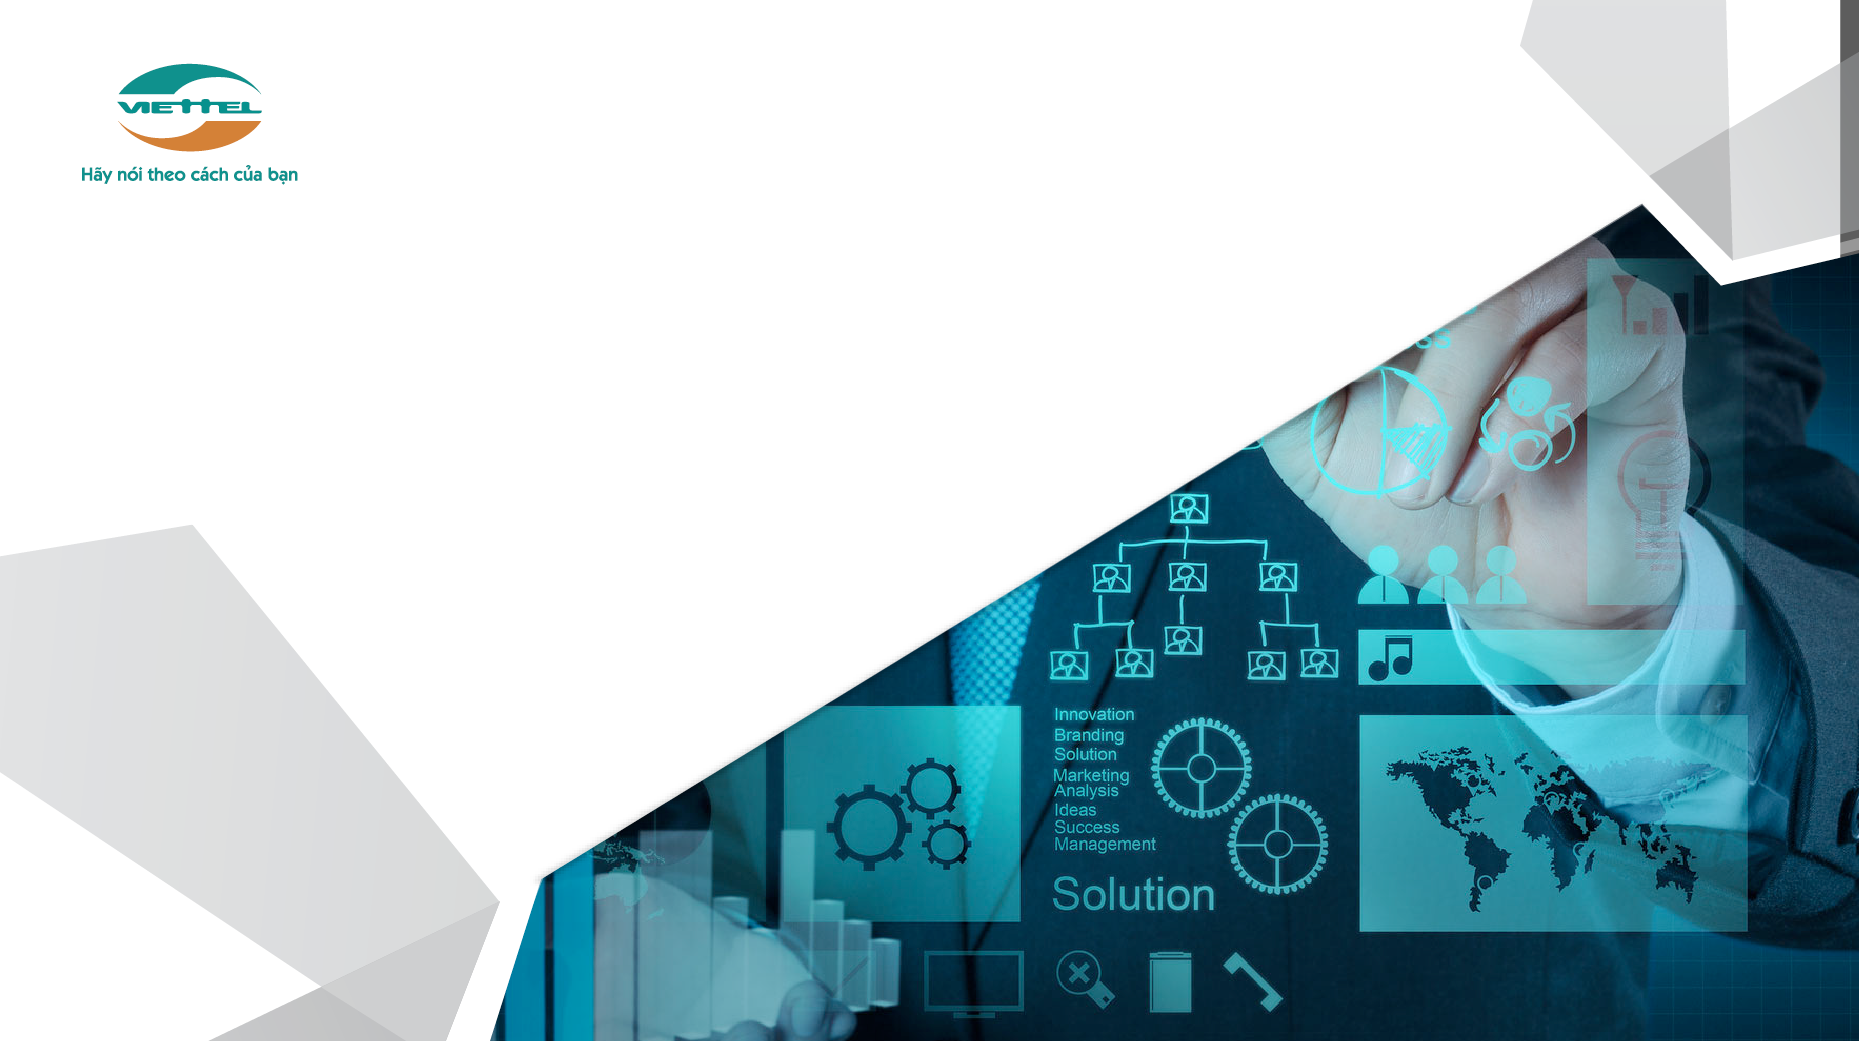 VIETTEL
Hãy nói theo cách của bạn
Innovation
Branding
Solution
Marketing
Analysis
Ideas
Success
Management
Solution